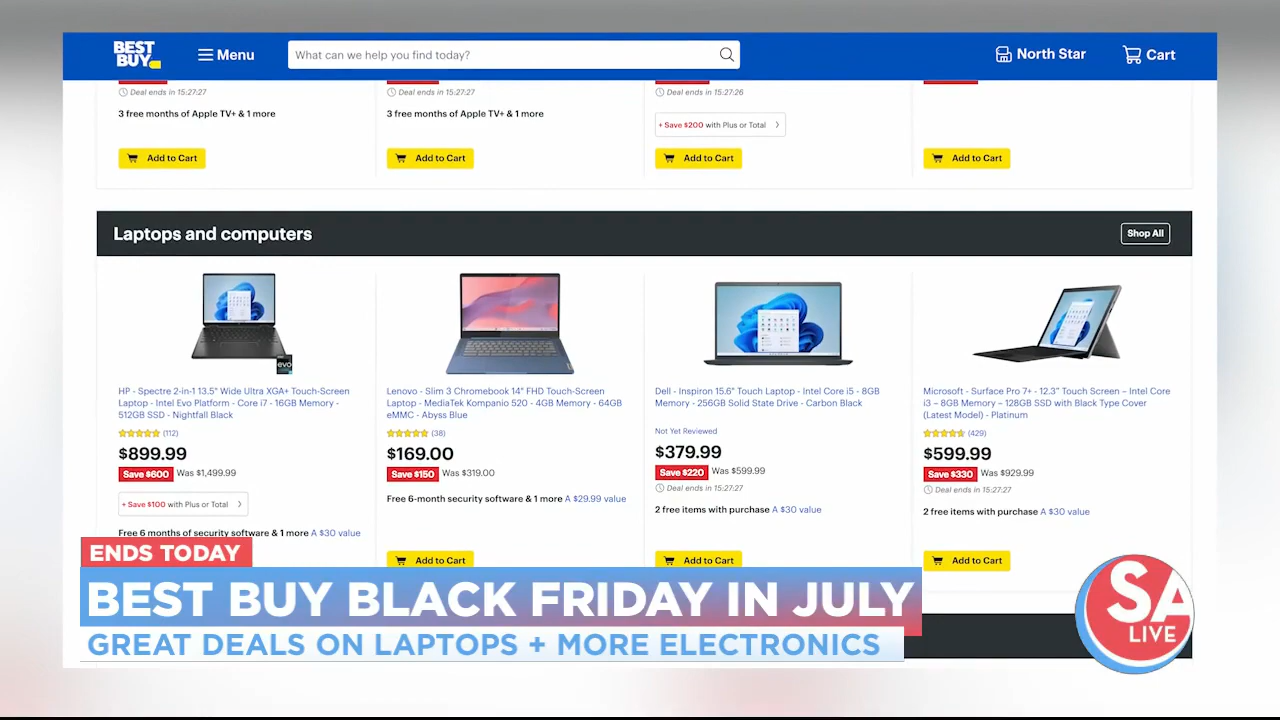 BEST BUY
Menu
What can we help you find today?
North Star
Cart
Deal ends in 15:27:27
Deal ends in 15:27:27
Deal ends in 15:27:26
3 free months of Apple TV+ & 1 more
3 free months of Apple TV+ & 1 more
+ Save $200 with Plus or Total
Add to Cart
Add to Cart
Add to Cart
Add to Cart
Laptops and computers
Shop All
evo
HP - Spectre 2-in-1 13.5" Wide Ultra XGA+ Touch-Screen
Laptop - Intel Evo Platform - Core i7 - 16GB Memory -
512GB SSD - Nightfall Black
(112)
$899.99
Save $600 Was $1,499.99
+ Save $100 with Plus or Total
Free 6 months of security software & 1 more A $30 value
Lenovo - Slim 3 Chromebook 14" FHD Touch-Screen
Laptop - MediaTek Kompanio 520 - 4GB Memory - 64GB
eMMC - Abyss Blue
(38)
$169.00
Save $150 Was $319.00
Free 6-month security software & 1 more A $29.99 value
Add to Cart
Dell - Inspiron 15.6" Touch Laptop - Intel Core i5 - 8GB
Memory - 256GB Solid State Drive - Carbon Black
Not Yet Reviewed
$379.99
Save $220 Was $599.99
Deal ends in 15:27:27
2 free items with purchase A $30 value
Add to Cart
Microsoft - Surface Pro 7+ - 12.3” Touch Screen – Intel Core
i3 – 8GB Memory – 128GB SSD with Black Type Cover
(Latest Model) - Platinum
(429)
$599.99
Save $330 Was $929.99
Deal ends in 15:27:27
2 free items with purchase A $30 value
Add to Cart
ENDS TODAY
BEST BUY BLACK FRIDAY IN JULY
GREAT DEALS ON LAPTOPS + MORE ELECTRONICS
SA
LIVE